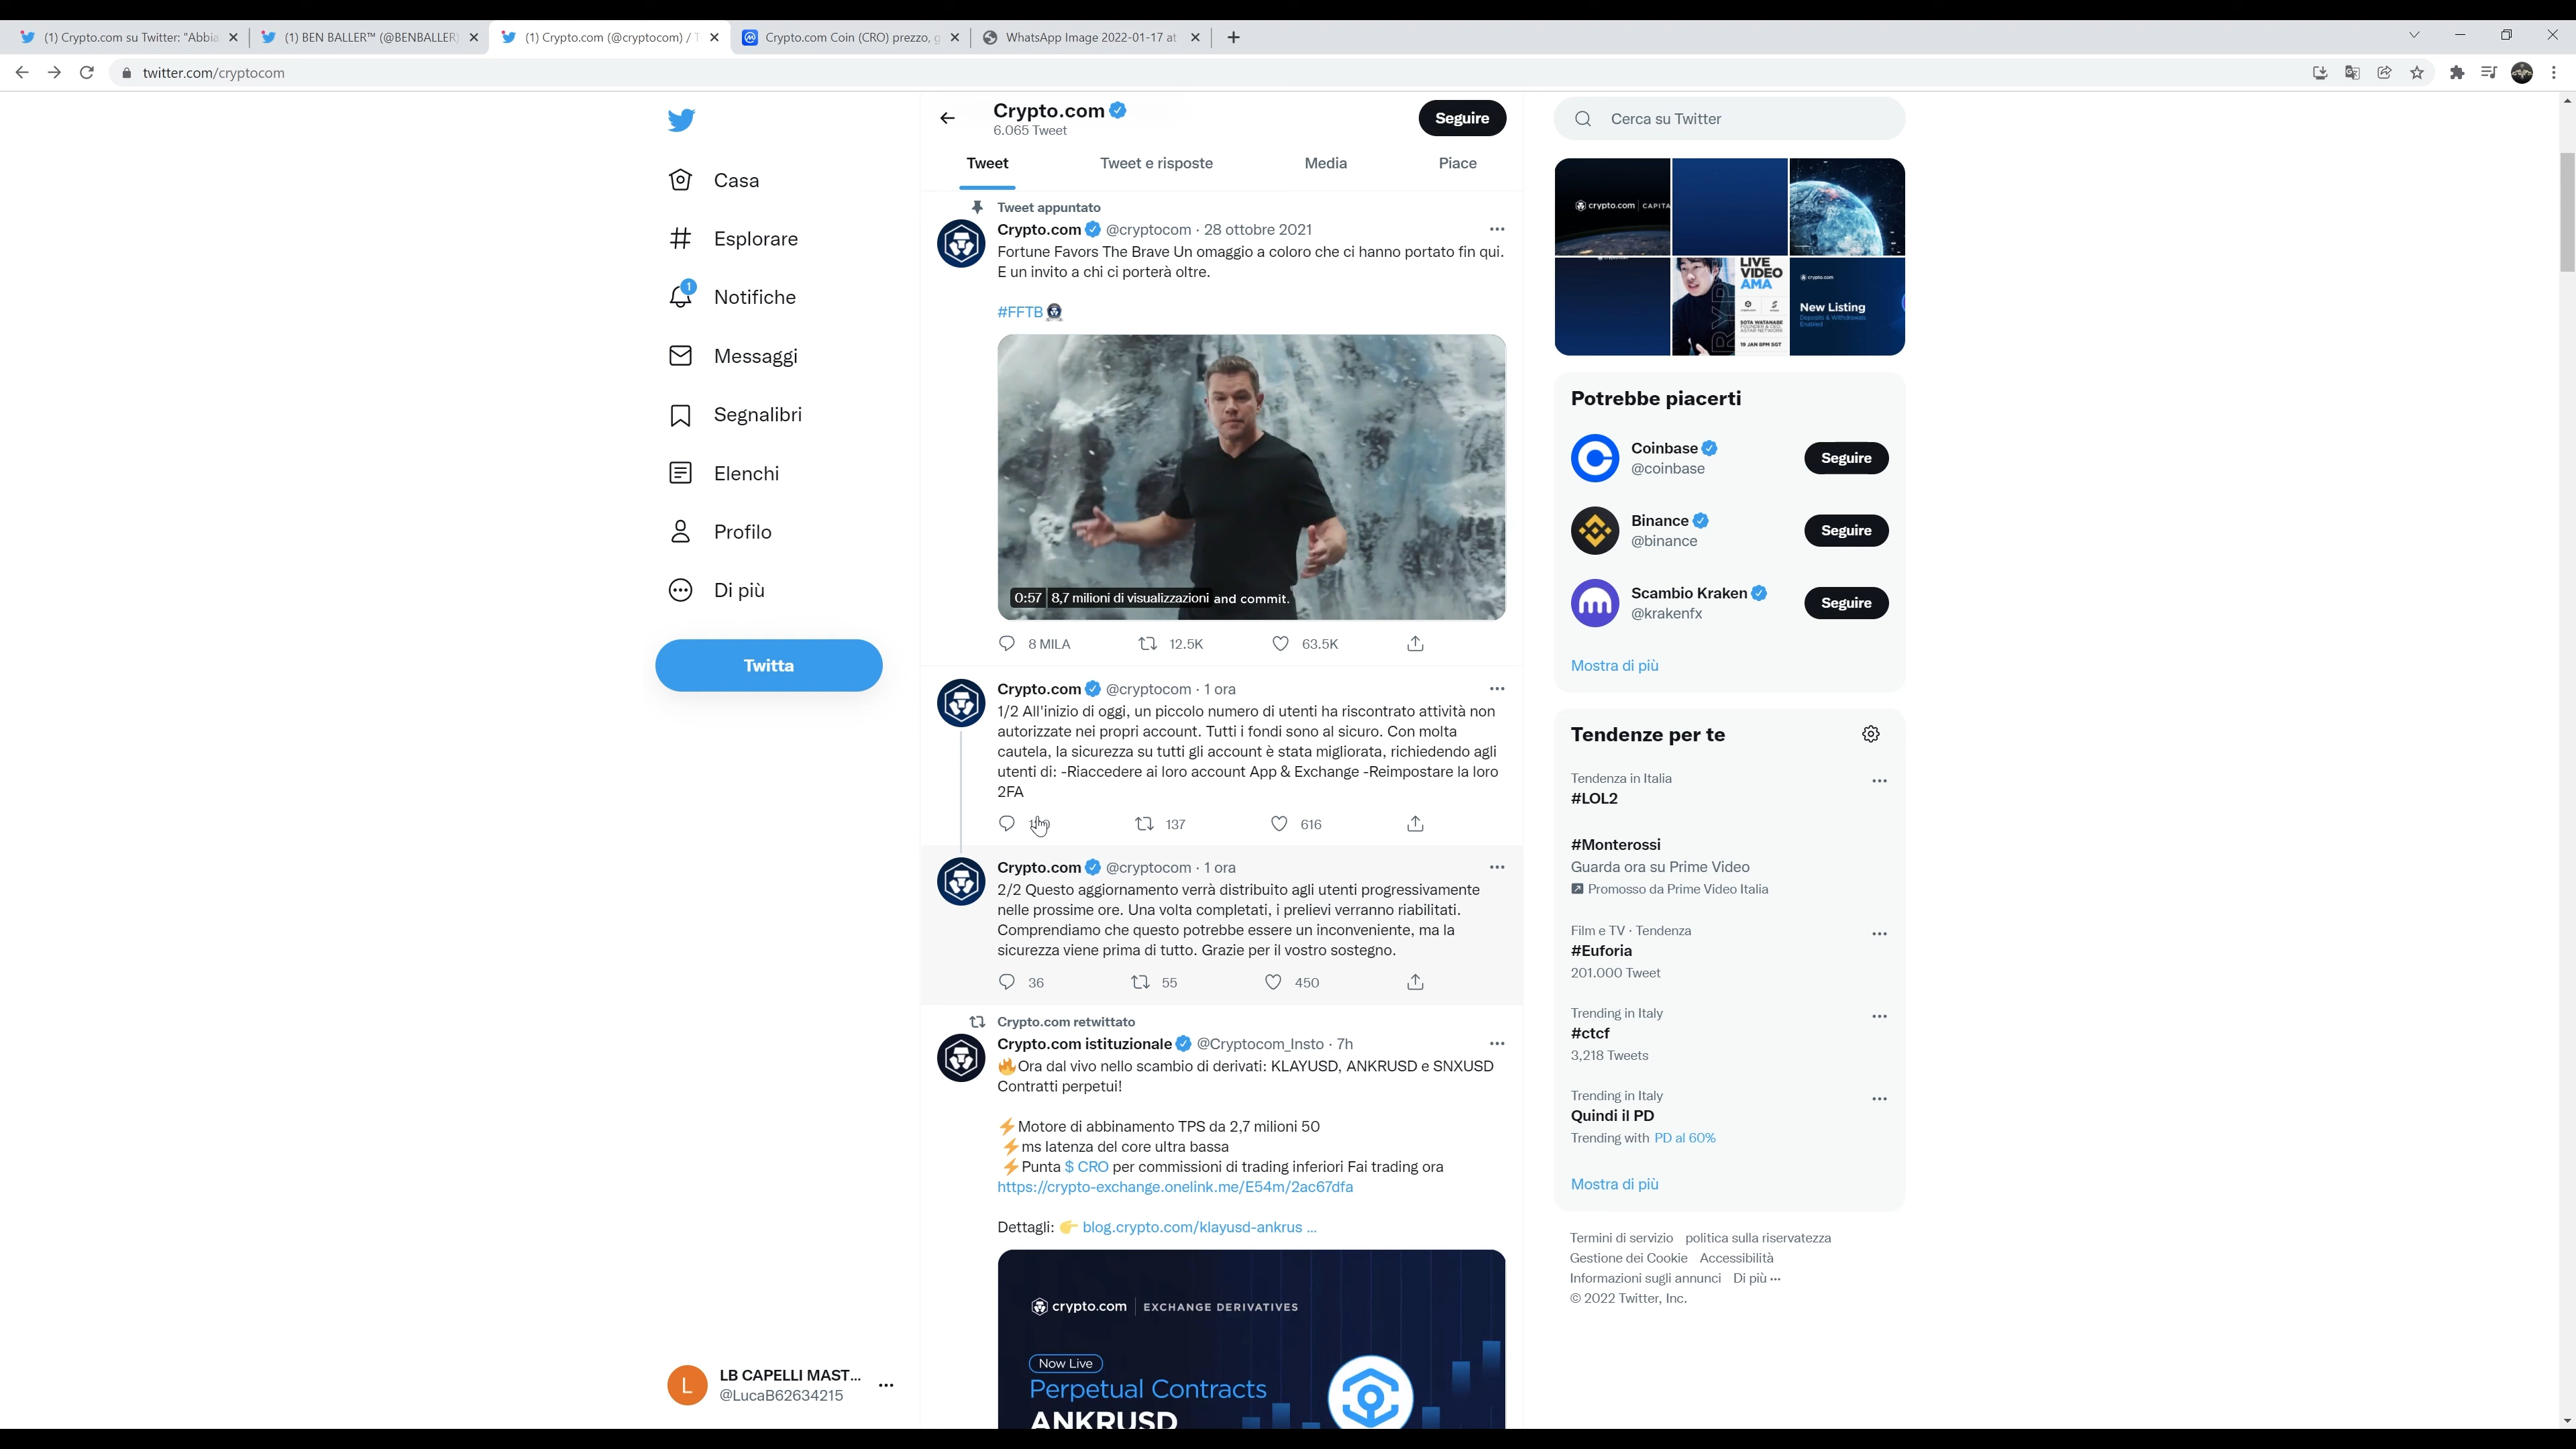 (1) Crypto.com su Twitter: "Abbia
(1) BEN BALLER™ (@BENBALLER)
(1) Crypto.com (@cryptocom) / T
Crypto.com Coin (CRO) prezzo, g
WhatsApp Image 2022-01-17 at
twitter.com/cryptocom
Casa
Esplorare
1
Notifiche
Messaggi
Segnalibri
Elenchi
Profilo
Di più
Twitta
LB CAPELLI MAST...
@LucaB62634215
L
Crypto.com
6.065 Tweet
Seguire
Tweet
Tweet e risposte
Media
Piace
Tweet appuntato
Crypto.com @cryptocom · 28 ottobre 2021
Fortune Favors The Brave Un omaggio a coloro che ci hanno portato fin qui.
E un invito a chi ci porterà oltre.
#FFTB
0:57 8,7 milioni di visualizzazioni and commit.
8 MILA
12.5K
63.5K
Crypto.com @cryptocom · 1 ora
1/2 All'inizio di oggi, un piccolo numero di utenti ha riscontrato attività non
autorizzate nei propri account. Tutti i fondi sono al sicuro. Con molta
cautela, la sicurezza su tutti gli account è stata migliorata, richiedendo agli
utenti di: -Riaccedere ai loro account App & Exchange -Reimpostare la loro
2FA
137
616
Crypto.com @cryptocom · 1 ora
2/2 Questo aggiornamento verrà distribuito agli utenti progressivamente
nelle prossime ore. Una volta completati, i prelievi verranno riabilitati.
Comprendiamo che questo potrebbe essere un inconveniente, ma la
sicurezza viene prima di tutto. Grazie per il vostro sostegno.
36
55
450
Crypto.com retwittato
Crypto.com istituzionale @Cryptocom_Insto · 7h
Ora dal vivo nello scambio di derivati: KLAYUSD, ANKRUSD e SNXUSD
Contratti perpetui!
Motore di abbinamento TPS da 2,7 milioni 50
ms latenza del core ultra bassa
Punta $ CRO per commissioni di trading inferiori Fai trading ora
https://crypto-exchange.onelink.me/E54m/2ac67dfa
Dettagli: blog.crypto.com/klayusd-ankrus ...
crypto.com EXCHANGE DERIVATIVES
Now Live
Perpetual Contracts
ANKRUSD
Cerca su Twitter
crypto.com CAPITA
LIVE
VIDEO
AMA
SOTA WATANABE
FOUNDER & CEO,
ASTAR NETWORK
19 JAN 8PM SGT
crypto.com
New Listing
Deposits & Withdrawals
Enabled
Potrebbe piacerti
Coinbase
@coinbase
Seguire
Binance
@binance
Seguire
Scambio Kraken
@krakenfx
Seguire
Mostra di più
Tendenze per te
Tendenza in Italia
#LOL2
#Monterossi
Guarda ora su Prime Video
Promosso da Prime Video Italia
Film e TV · Tendenza
#Euforia
201.000 Tweet
Trending in Italy
#ctcf
3,218 Tweets
Trending in Italy
Quindi il PD
Trending with PD al 60%
Mostra di più
Termini di servizio politica sulla riservatezza
Gestione dei Cookie Accessibilità
Informazioni sugli annunci Di più ...
© 2022 Twitter, Inc.